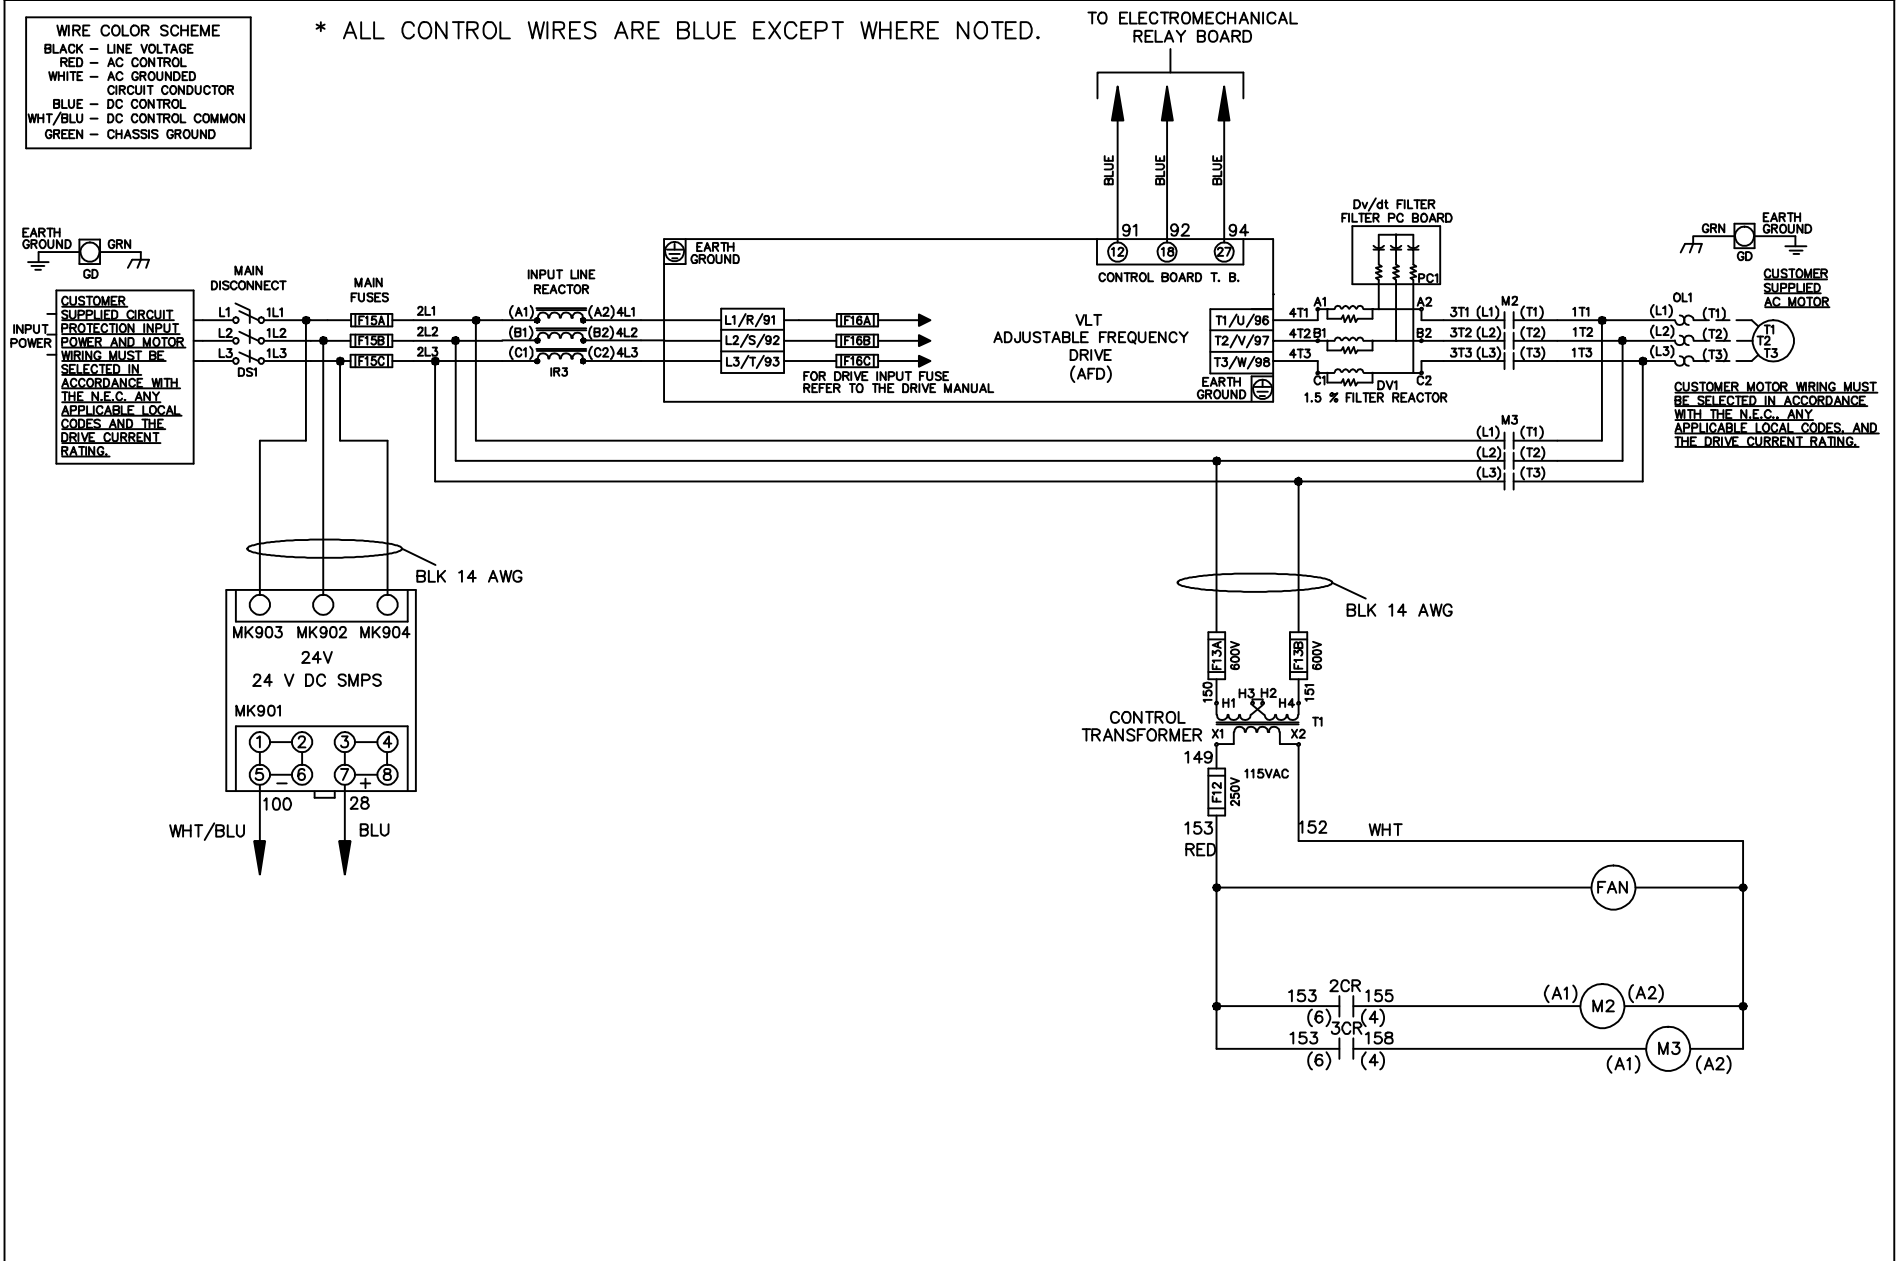 WIRE COLOR SCHEME
BLACK – LINE VOLTAGE
RED – AC CONTROL
WHITE – AC GROUNDED
CIRCUIT CONDUCTOR
BLUE – DC CONTROL
WHT/BLU – DC CONTROL COMMON
GREEN – CHASSIS GROUND
* ALL CONTROL WIRES ARE BLUE EXCEPT WHERE NOTED.
TO ELECTROMECHANICAL
RELAY BOARD
BLUE
BLUE
BLUE
91 92 94
12 18 27
CONTROL BOARD T. B.
EARTH
GROUND
GRN
GD
INPUT
POWER
CUSTOMER
SUPPLIED CIRCUIT
PROTECTION INPUT
POWER AND MOTOR
WIRING MUST BE
SELECTED IN
ACCORDANCE WITH
THE N.E.C. ANY
APPLICABLE LOCAL
CODES AND THE
DRIVE CURRENT
RATING.
MAIN
DISCONNECT
L1 1L1
L2 1L2
L3 1L3
DS1
MAIN
FUSES
F15A
F15B
F15C
2L1
2L2
2L3
INPUT LINE
REACTOR
(A1) (A2) 4L1
(B1) (B2) 4L2
(C1) (C2) 4L3
IR3
EARTH
GROUND
L1/R/91
L2/S/92
L3/T/93
F16A
F16B
F16C
FOR DRIVE INPUT FUSE
REFER TO THE DRIVE MANUAL
VLT
ADJUSTABLE FREQUENCY
DRIVE
(AFD)
T1/U/96
T2/V/97
T3/W/98
EARTH
GROUND
Dv/dt FILTER
FILTER PC BOARD
PC1
4T1 A1 A2
4T2 B1 B2
4T3
C1 C2
DV1
1.5 % FILTER REACTOR
M2
3T1 (L1) (T1) 1T1
3T2 (L2) (T2) 1T2
3T3 (L3) (T3) 1T3
OL1
(L1) (T1)
(L2) (T2)
(L3) (T3)
T1
T2
T3
GRN
EARTH
GROUND
GD
CUSTOMER
SUPPLIED
AC MOTOR
CUSTOMER MOTOR WIRING MUST
BE SELECTED IN ACCORDANCE
WITH THE N.E.C., ANY
APPLICABLE LOCAL CODES, AND
THE DRIVE CURRENT RATING.
M3
(L1) (T1)
(L2) (T2)
(L3) (T3)
BLK 14 AWG
MK903 MK902 MK904
24V
24 V DC SMPS
MK901
1 2 3 4
5 6 7 8
– +
100 28
WHT/BLU BLU
BLK 14 AWG
F13A 600V
F13B 600V
150
151
H1 H3 H2 H4
T1
CONTROL
TRANSFORMER
X1 X2
149
115VAC
F12 250V
153
RED
152 WHT
FAN
2CR
153 155
(6) (4)
(A1) M2 (A2)
3CR
153 158
(6) (4)
(A1) M3 (A2)